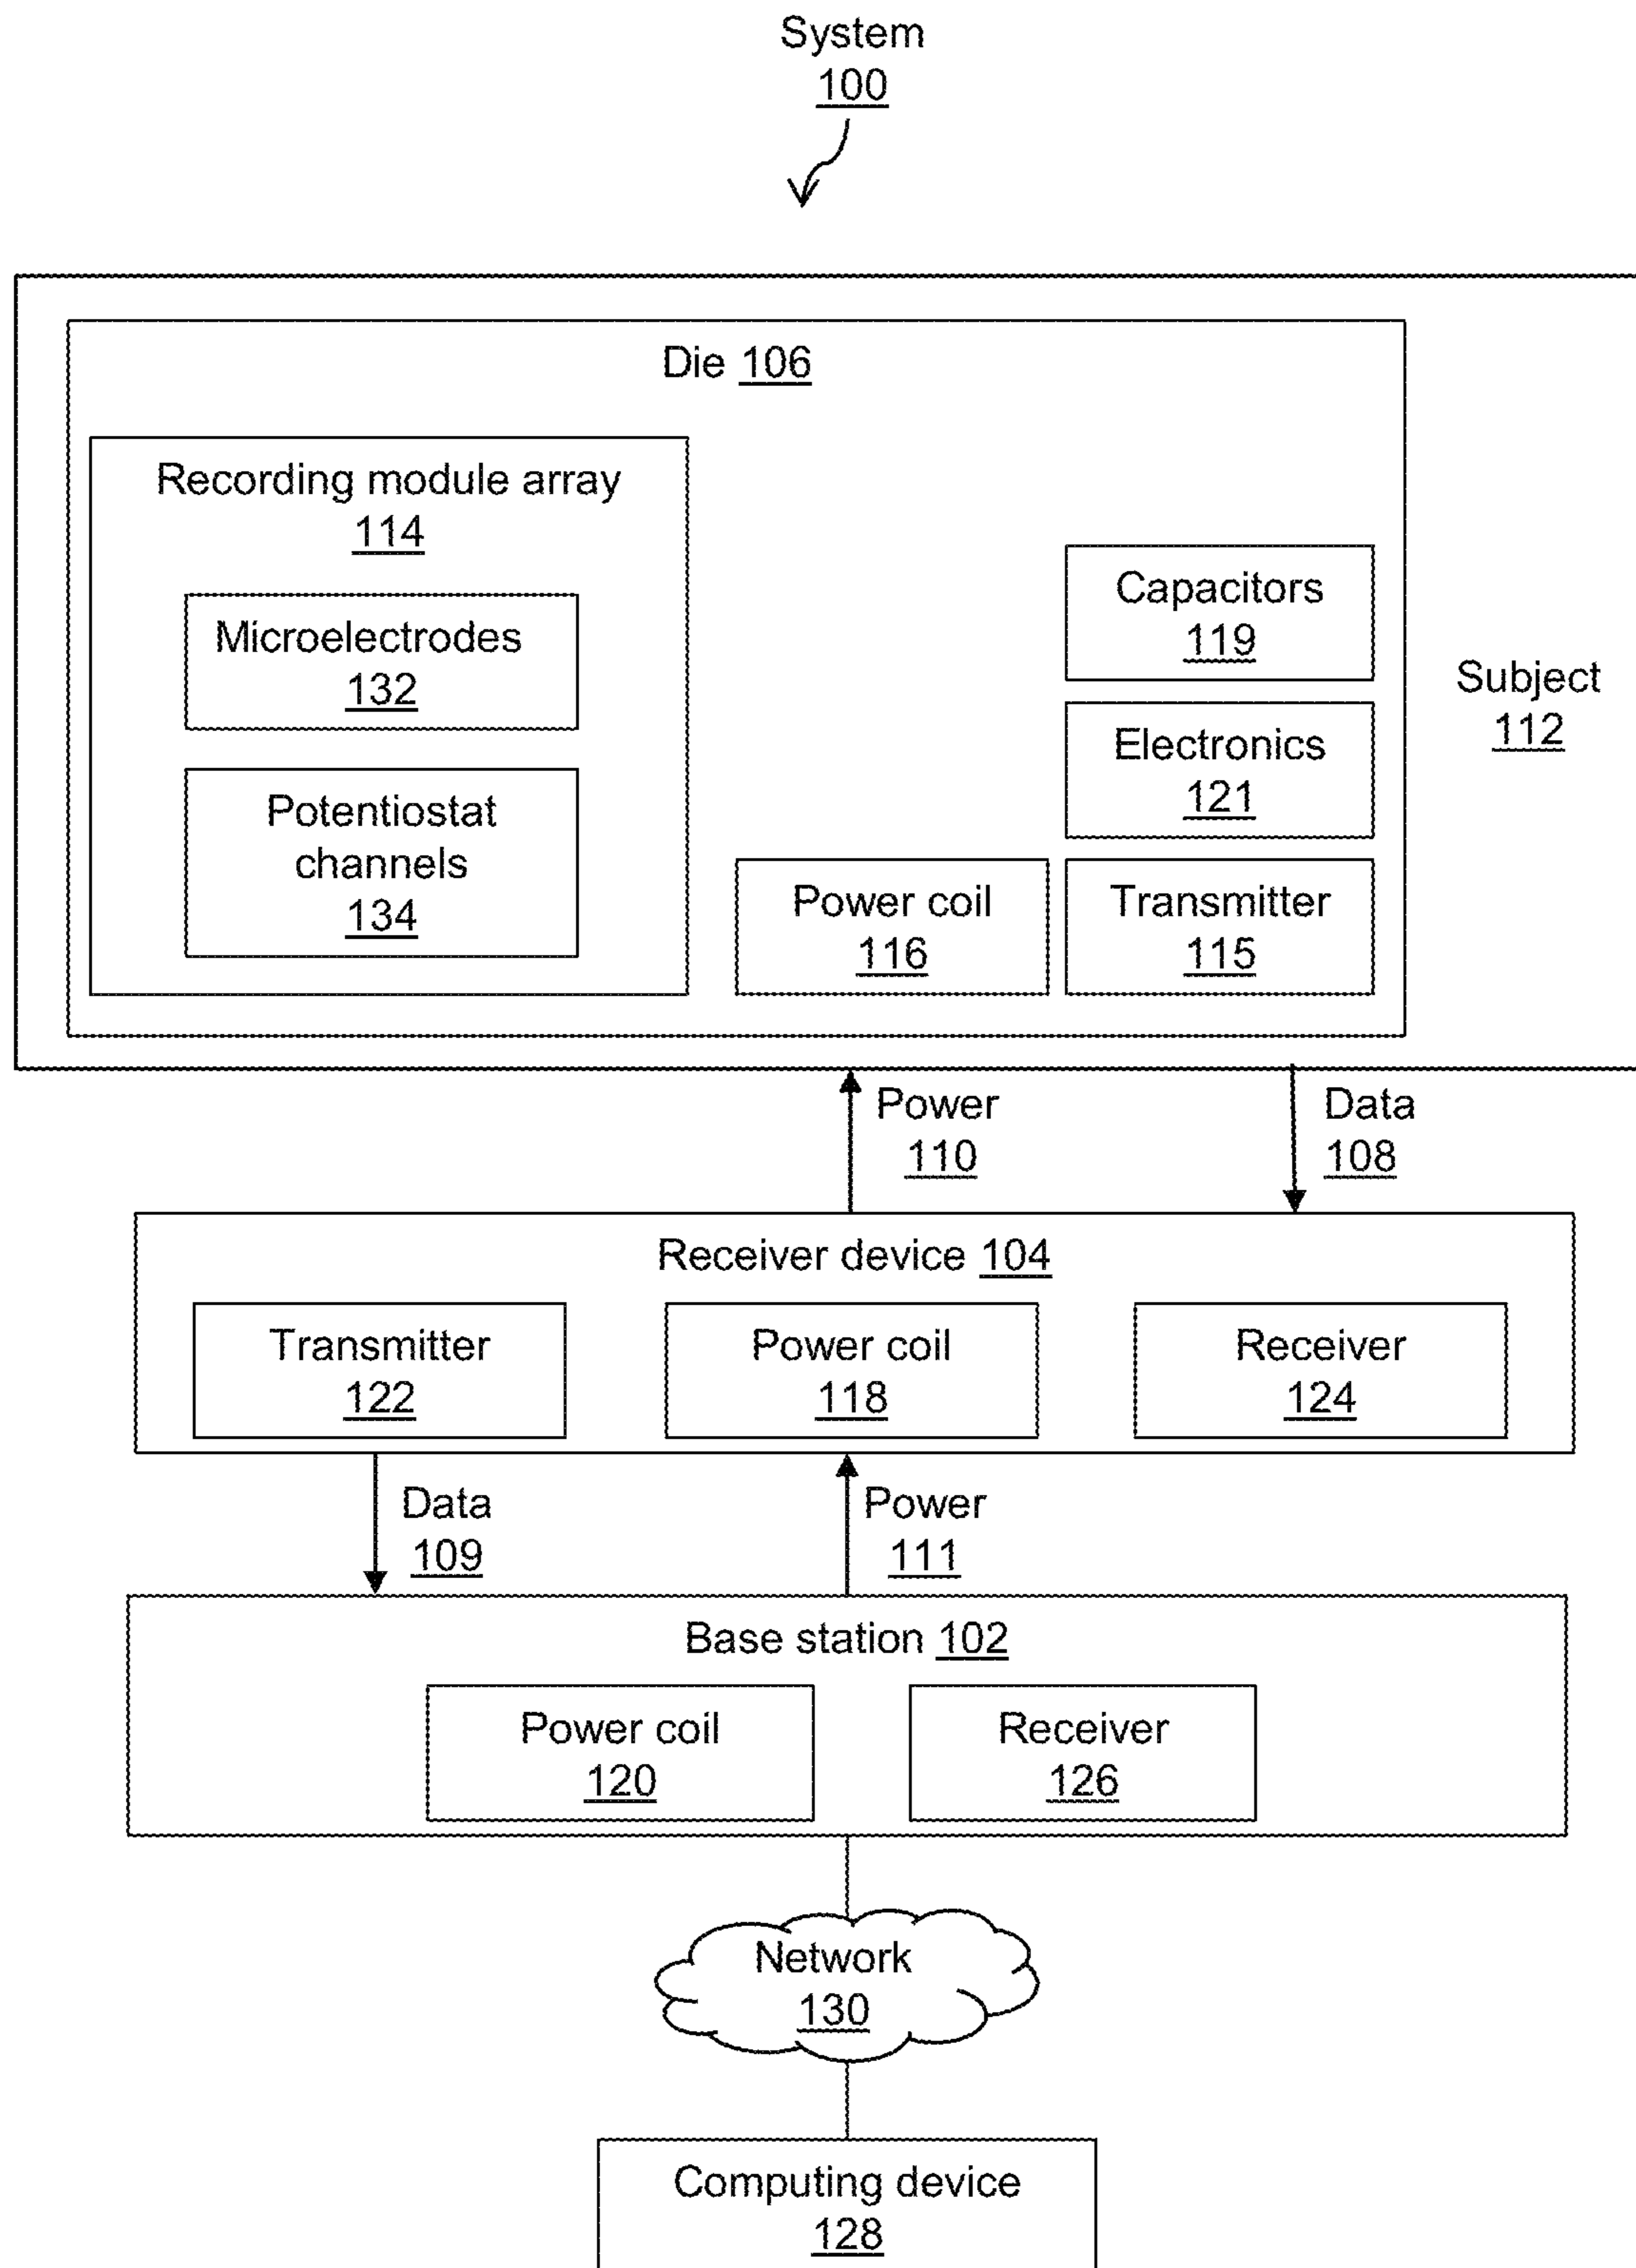 System
100
Die 106
Recording module array
114
Microelectrodes
132
Potentiostat
channels
134
Capacitors
119
Electronics
121
Power coil
116
Transmitter
115
Subject
112
Power
110
Data
108
Receiver device 104
Transmitter
122
Power coil
118
Receiver
124
Data
109
Power
111
Base station 102
Power coil
120
Receiver
126
Network
130
Computing device
128